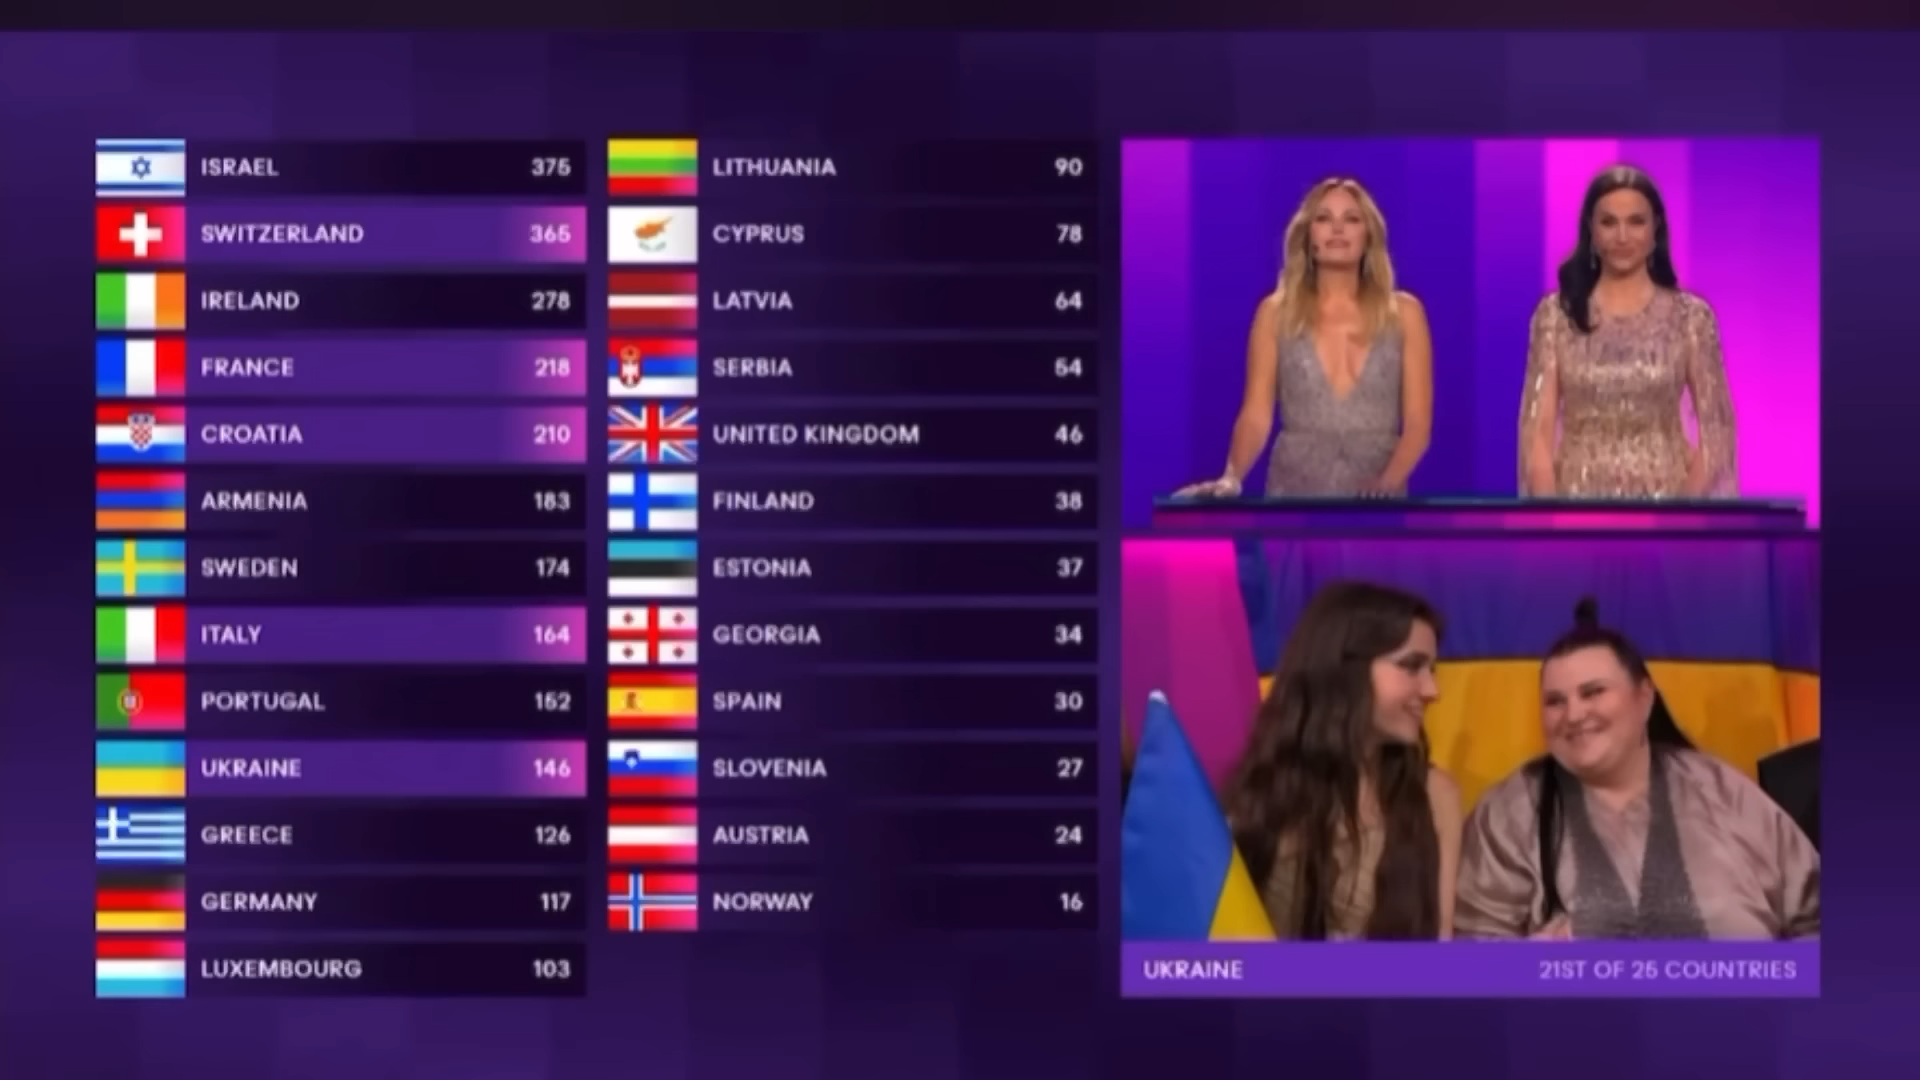 ISRAEL 375
SWITZERLAND 365
IRELAND 278
FRANCE 218
CROATIA 210
ARMENIA 183
SWEDEN 174
ITALY 164
PORTUGAL 152
UKRAINE 146
GREECE 126
GERMANY 117
LUXEMBOURG 103
LITHUANIA 90
CYPRUS 78
LATVIA 64
SERBIA 54
UNITED KINGDOM 46
FINLAND 38
ESTONIA 37
GEORGIA 34
SPAIN 30
SLOVENIA 27
AUSTRIA 24
NORWAY 16
UKRAINE 21ST OF 25 COUNTRIES